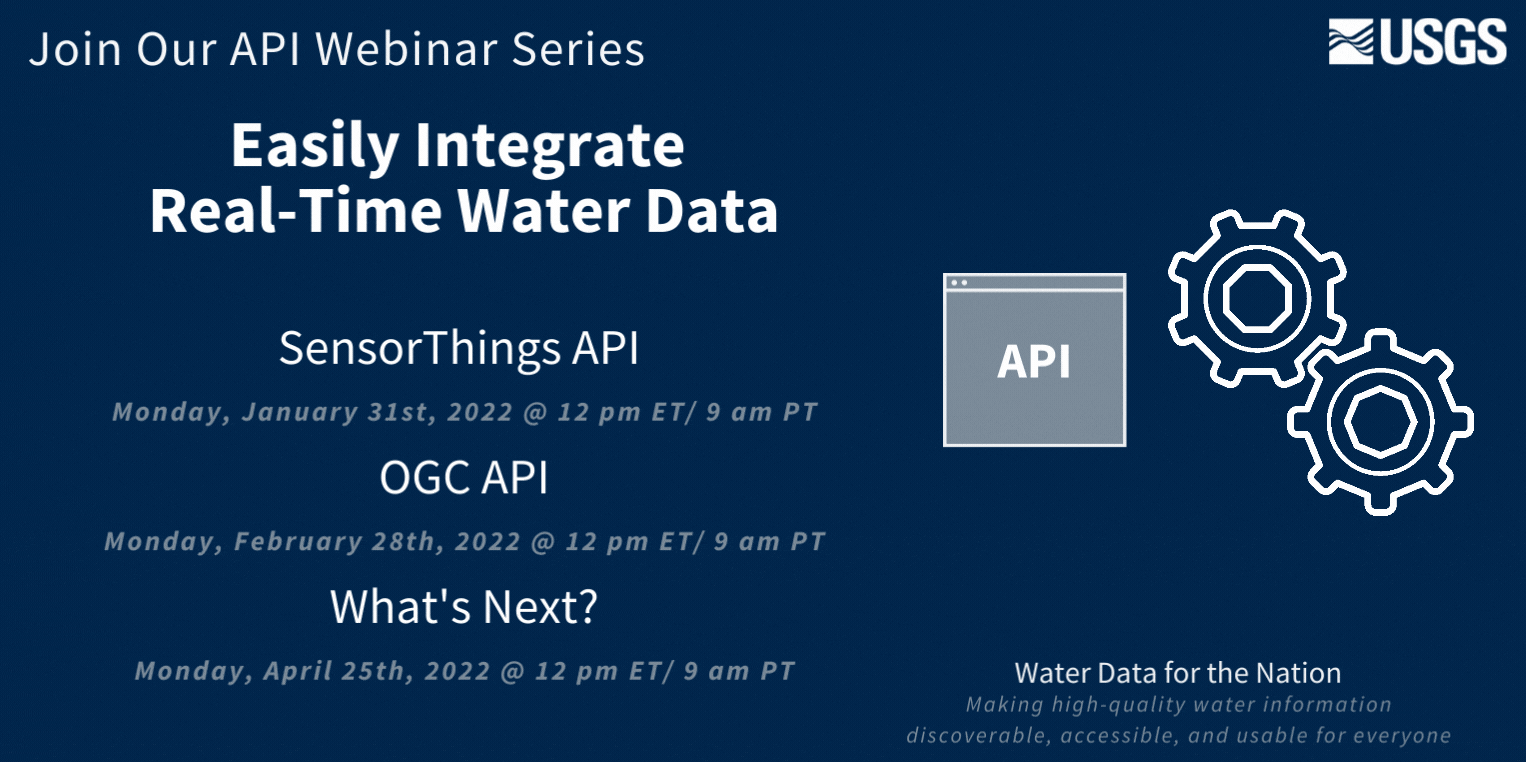 Join Our API Webinar Series
USGS
Easily Integrate
Real-Time Water Data
SensorThings API
Monday, January 31st, 2022 @ 12 pm ET/ 9 am PT
OGC API
Monday, February 28th, 2022 @ 12 pm ET/ 9 am PT
What's Next?
Monday, April 25th, 2022 @ 12 pm ET/ 9 am PT
API
Water Data for the Nation
Making high-quality water information
discoverable, accessible, and usable for everyone